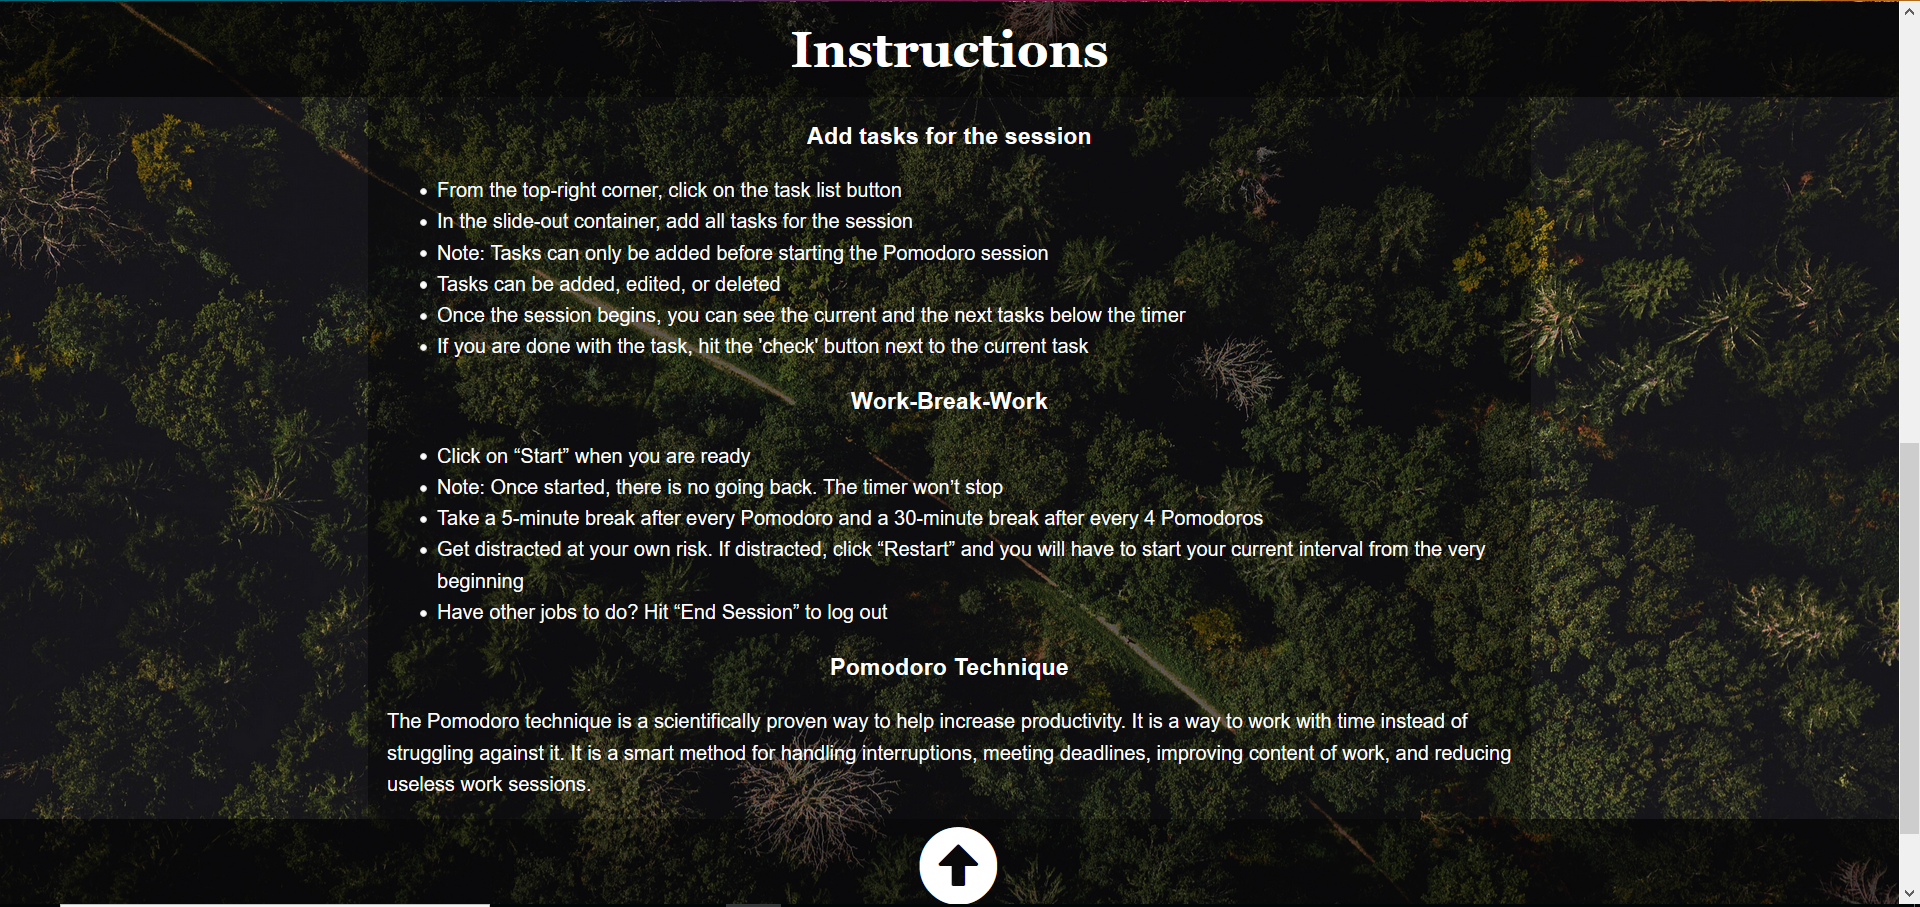 Instructions
Add tasks for the session
From the top-right corner, click on the task list button
In the slide-out container, add all tasks for the session
Note: Tasks can only be added before starting the Pomodoro session
Tasks can be added, edited, or deleted
Once the session begins, you can see the current and the next tasks below the timer
If you are done with the task, hit the 'check' button next to the current task
Work-Break-Work
Click on “Start” when you are ready
Note: Once started, there is no going back. The timer won’t stop
Take a 5-minute break after every Pomodoro and a 30-minute break after every 4 Pomodoros
Get distracted at your own risk. If distracted, click “Restart” and you will have to start your current interval from the very
beginning
Have other jobs to do? Hit “End Session” to log out
Pomodoro Technique
The Pomodoro technique is a scientifically proven way to help increase productivity. It is a way to work with time instead of
struggling against it. It is a smart method for handling interruptions, meeting deadlines, improving content of work, and reducing
useless work sessions.